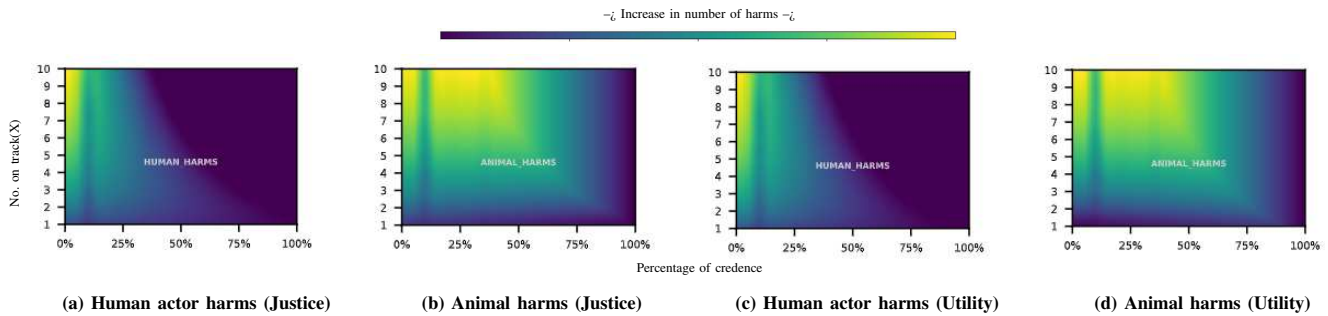 –¿ Increase in number of harms –¿
No. on track(X)
10
9
8
7
6
5
4
3
2
1
HUMAN_HARMS
0% 25% 50% 75% 100%
10
9
8
7
6
5
4
3
2
1
ANIMAL_HARMS
0% 25% 50% 75% 100%
10
9
8
7
6
5
4
3
2
1
HUMAN_HARMS
0% 25% 50% 75% 100%
10
9
8
7
6
5
4
3
2
1
ANIMAL_HARMS
0% 25% 50% 75% 100%
Percentage of credence
(a) Human actor harms (Justice)
(b) Animal harms (Justice)
(c) Human actor harms (Utility)
(d) Animal harms (Utility)